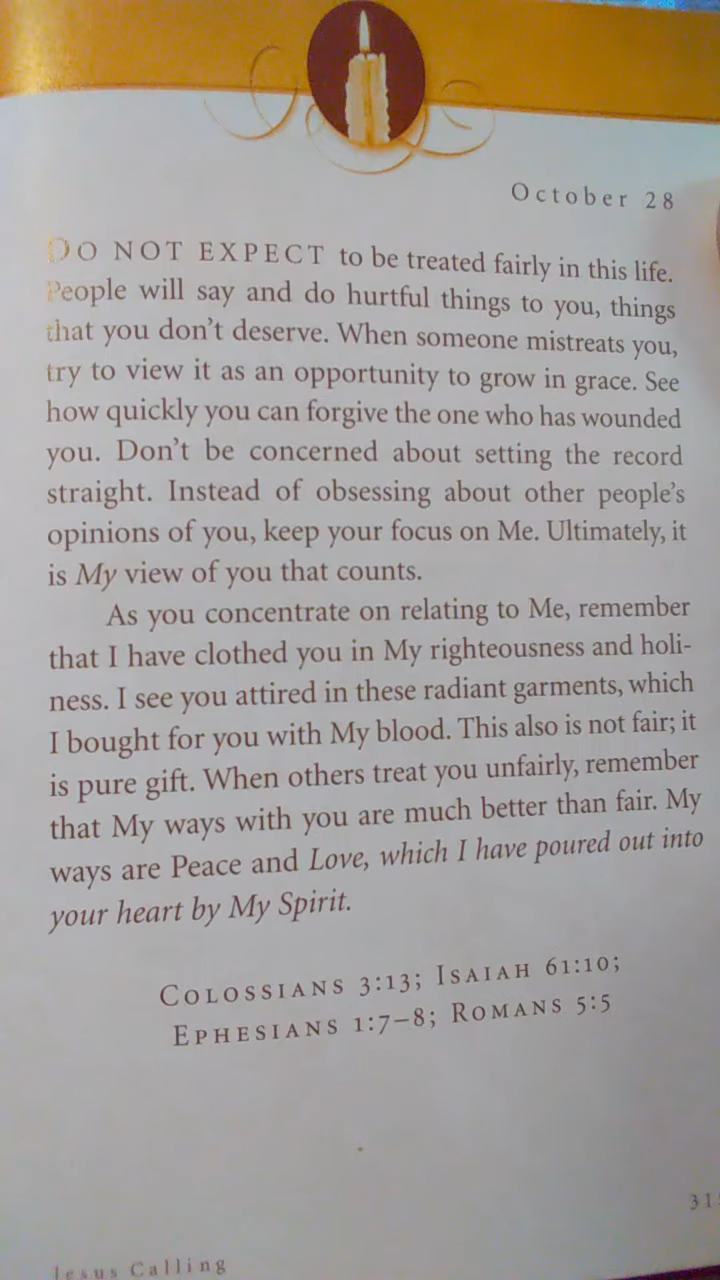 October 28
DO NOT EXPECT to be treated fairly in this life.
People will say and do hurtful things to you, things
that you don't deserve. When someone mistreats you,
try to view it as an opportunity to grow in grace. See
how quickly you can forgive the one who has wounded
you. Don't be concerned about setting the record
straight. Instead of obsessing about other people's
opinions of you, keep your focus on Me. Ultimately, it
is My view of you that counts.
As you concentrate on relating to Me, remember
that I have clothed you in My righteousness and holi-
ness. I see you attired in these radiant garments, which
I bought for you with My blood. This also is not fair; it
is pure gift. When others treat you unfairly, remember
that My ways with you are much better than fair. My
ways are Peace and Love, which I have poured out into
your heart by My Spirit.
COLOSSIANS 3:13; ISAIAH 61:10;
EPHESIANS 1:7–8; ROMANS 5:5
Jesus Calling